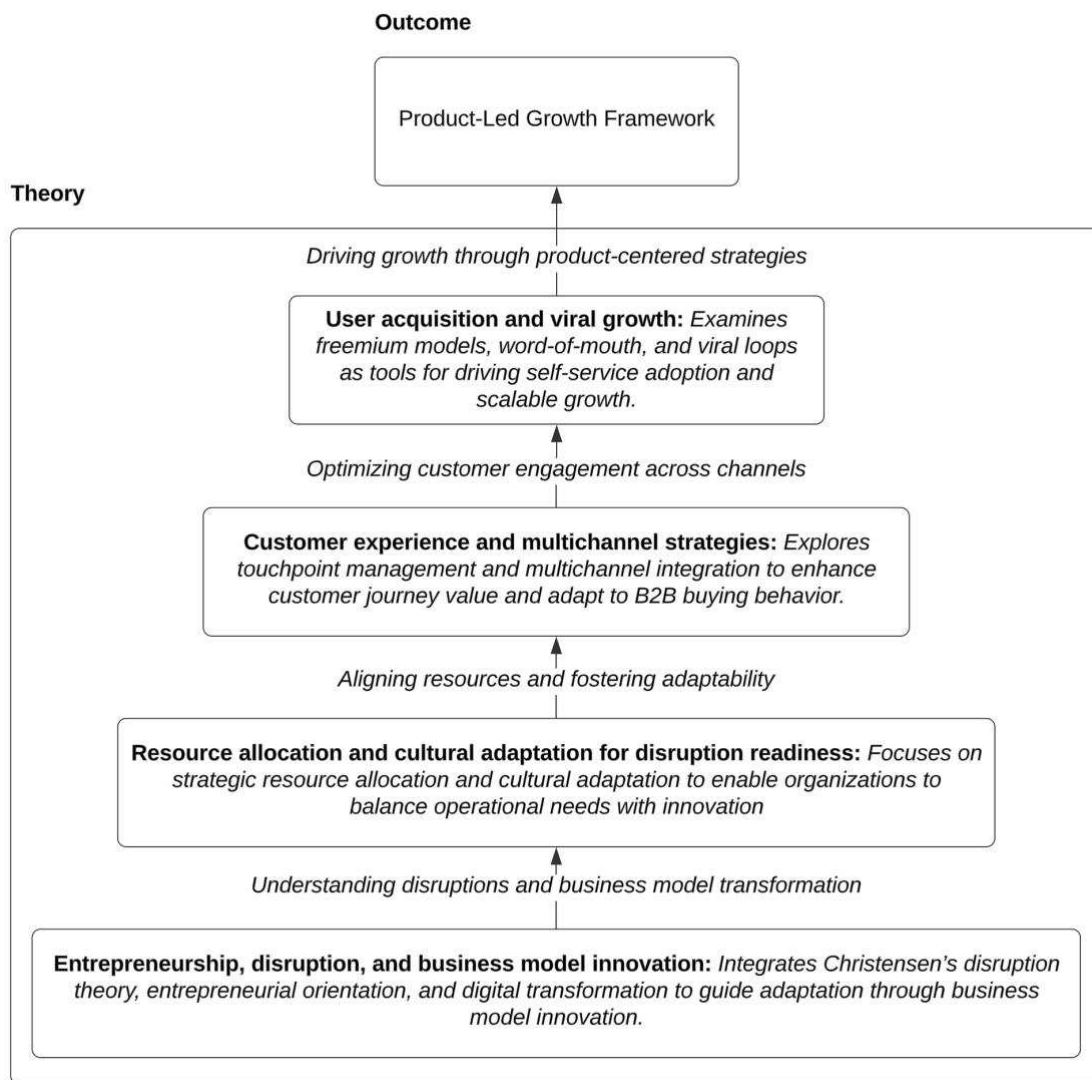 Outcome
Product-Led Growth Framework
Theory
Driving growth through product-centered strategies
User acquisition and viral growth: Examines
freemium models, word-of-mouth, and viral loops
as tools for driving self-service adoption and
scalable growth.
Optimizing customer engagement across channels
Customer experience and multichannel strategies: Explores
touchpoint management and multichannel integration to enhance
customer journey value and adapt to B2B buying behavior.
Aligning resources and fostering adaptability
Resource allocation and cultural adaptation for disruption readiness: Focuses on
strategic resource allocation and cultural adaptation to enable organizations to
balance operational needs with innovation
Understanding disruptions and business model transformation
Entrepreneurship, disruption, and business model innovation: Integrates Christensen’s disruption
theory, entrepreneurial orientation, and digital transformation to guide adaptation through business
model innovation.